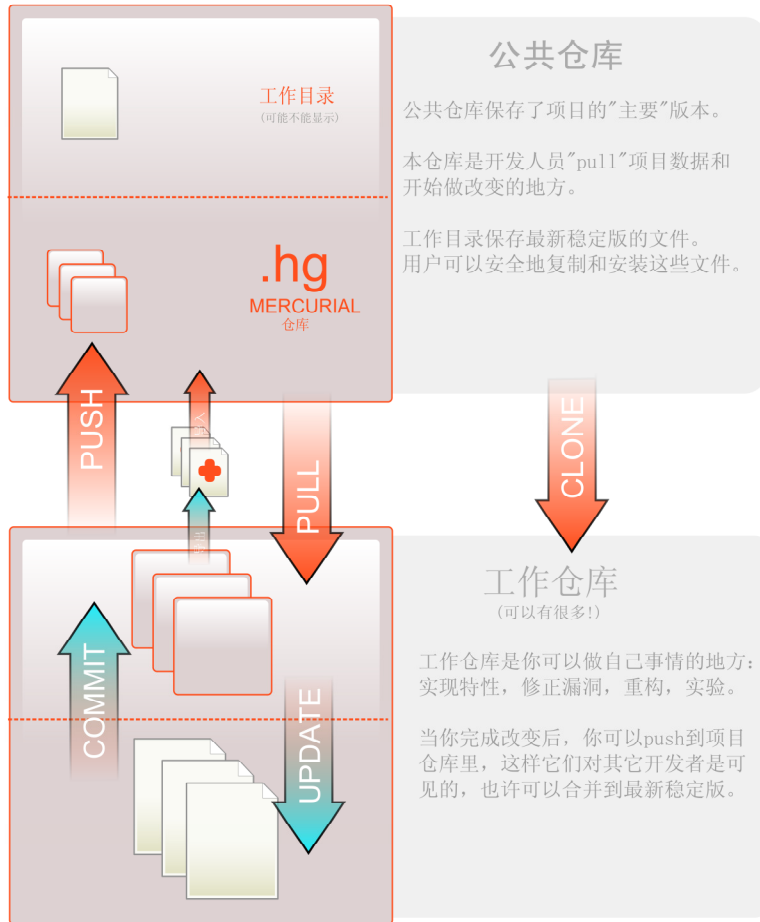 公共仓库
工作目录
(可能不能显示)
公共仓库保存了项目的"主要"版本。
本仓库是开发人员"pull"项目数据和
开始做改变的地方。
工作目录保存最新稳定版的文件。
用户可以安全地复制和安装这些文件。
.hg
MERCURIAL
仓库
PUSH
PULL
CLONE
工作仓库
(可以有很多!)
COMMIT
UPDATE
工作仓库是你可以做自己事情的地方:
实现特性, 修正漏洞, 重构, 实验。
当你完成改变后, 你可以push到项目
仓库里, 这样它们对其它开发者是可
见的, 也许可以合并到最新稳定版。